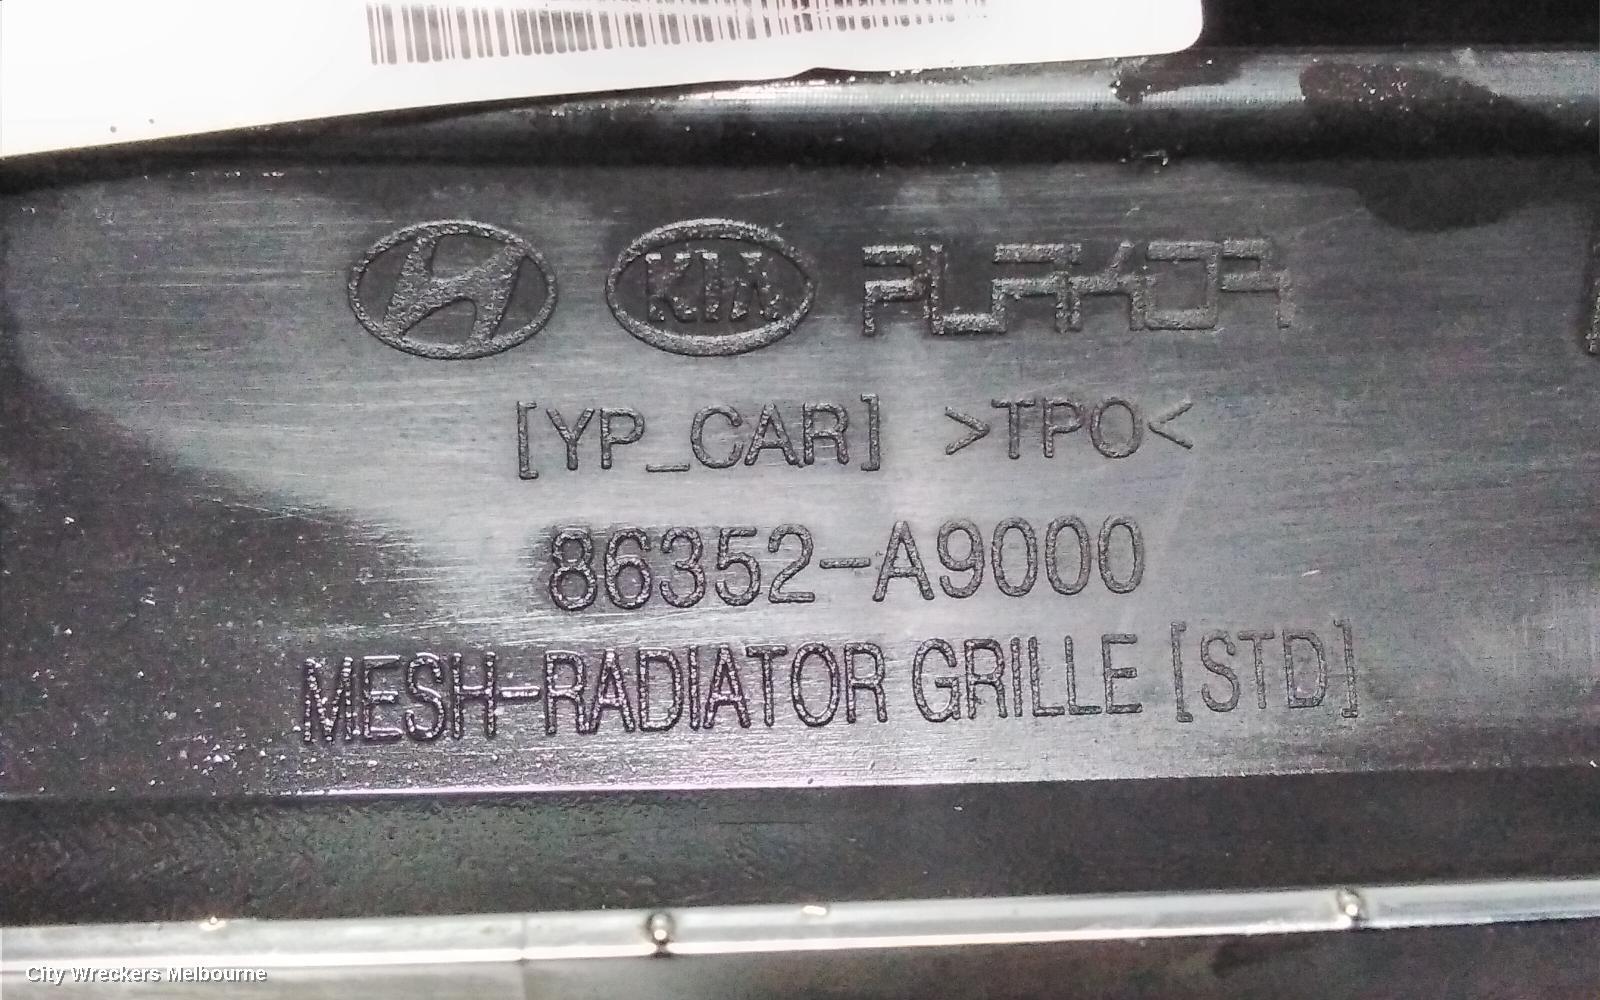 KIA PLAKOR
[YP_CAR] >TPO<
86352-A9000
MESH-RADIATOR GRILLE [STD]
City Wreckers Melbourne